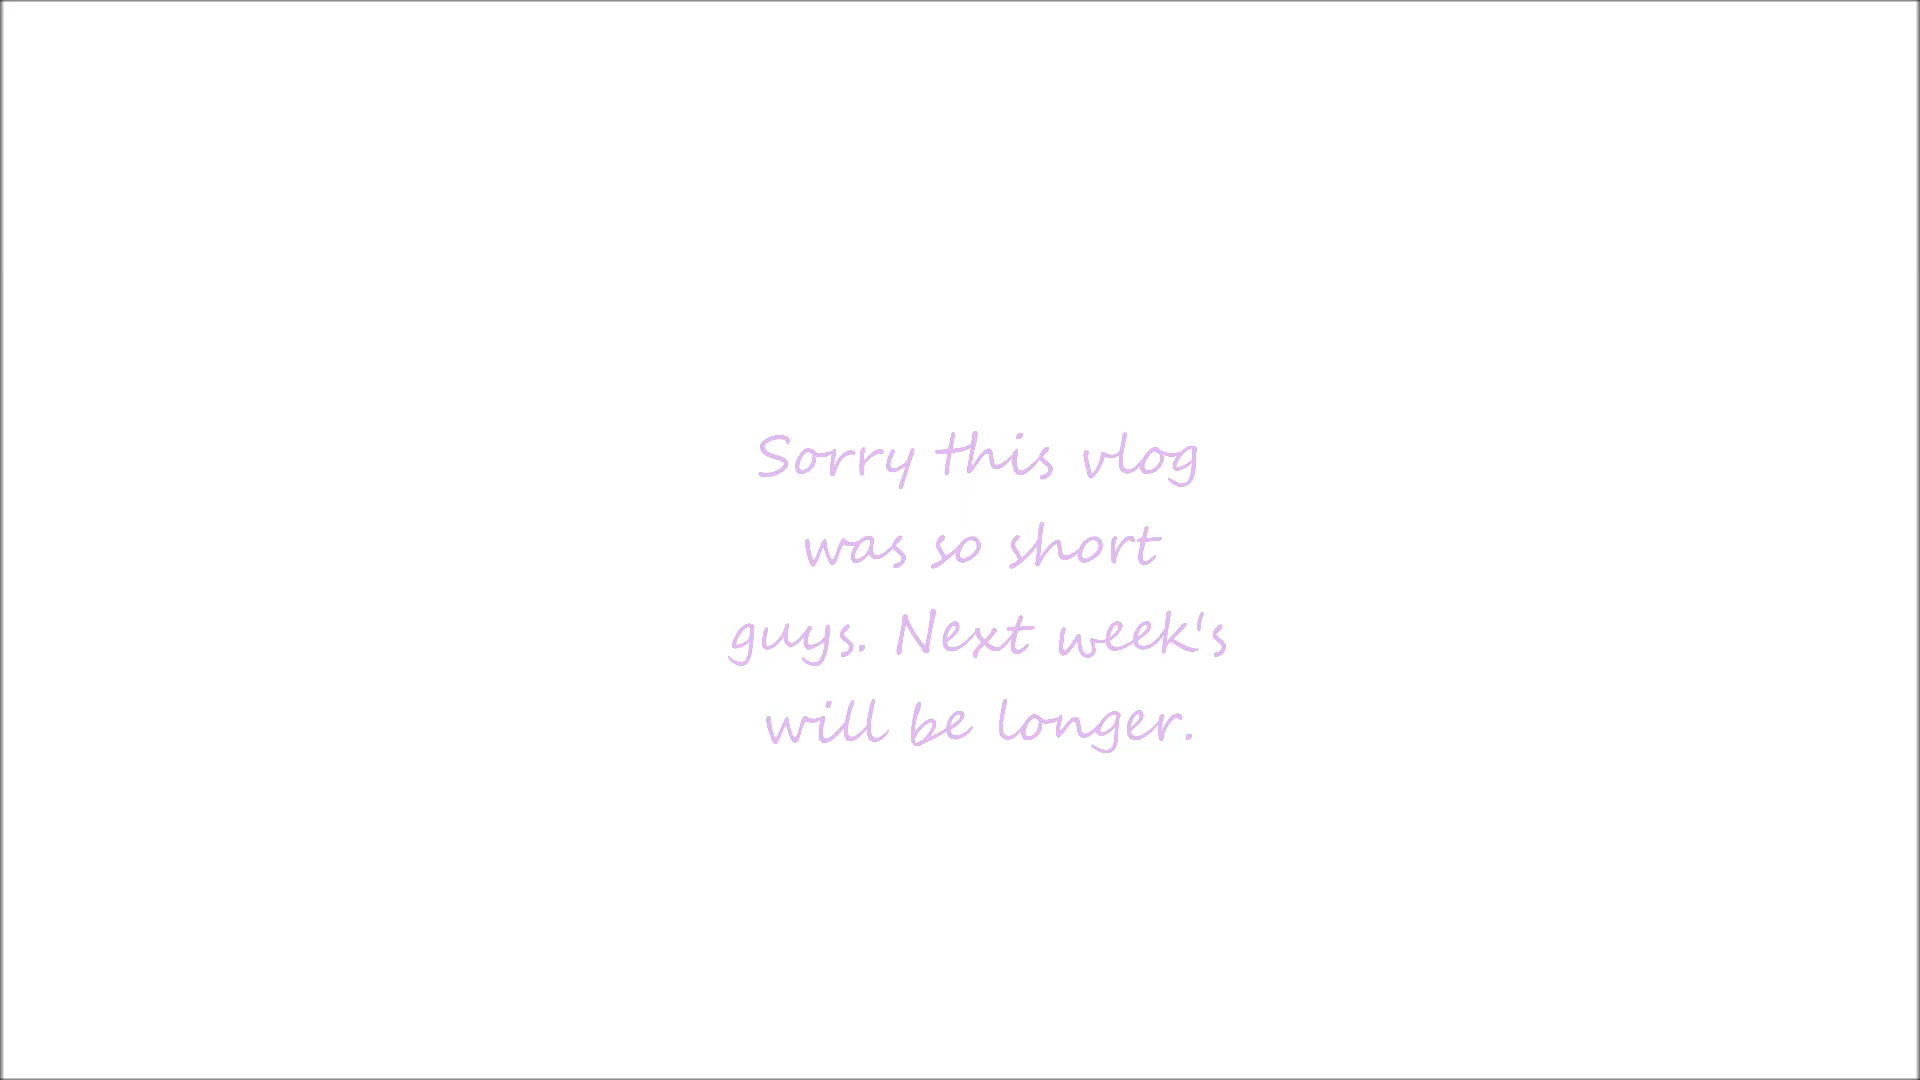 Sorry this vlog
was so short
guys. Next week's
will be longer.